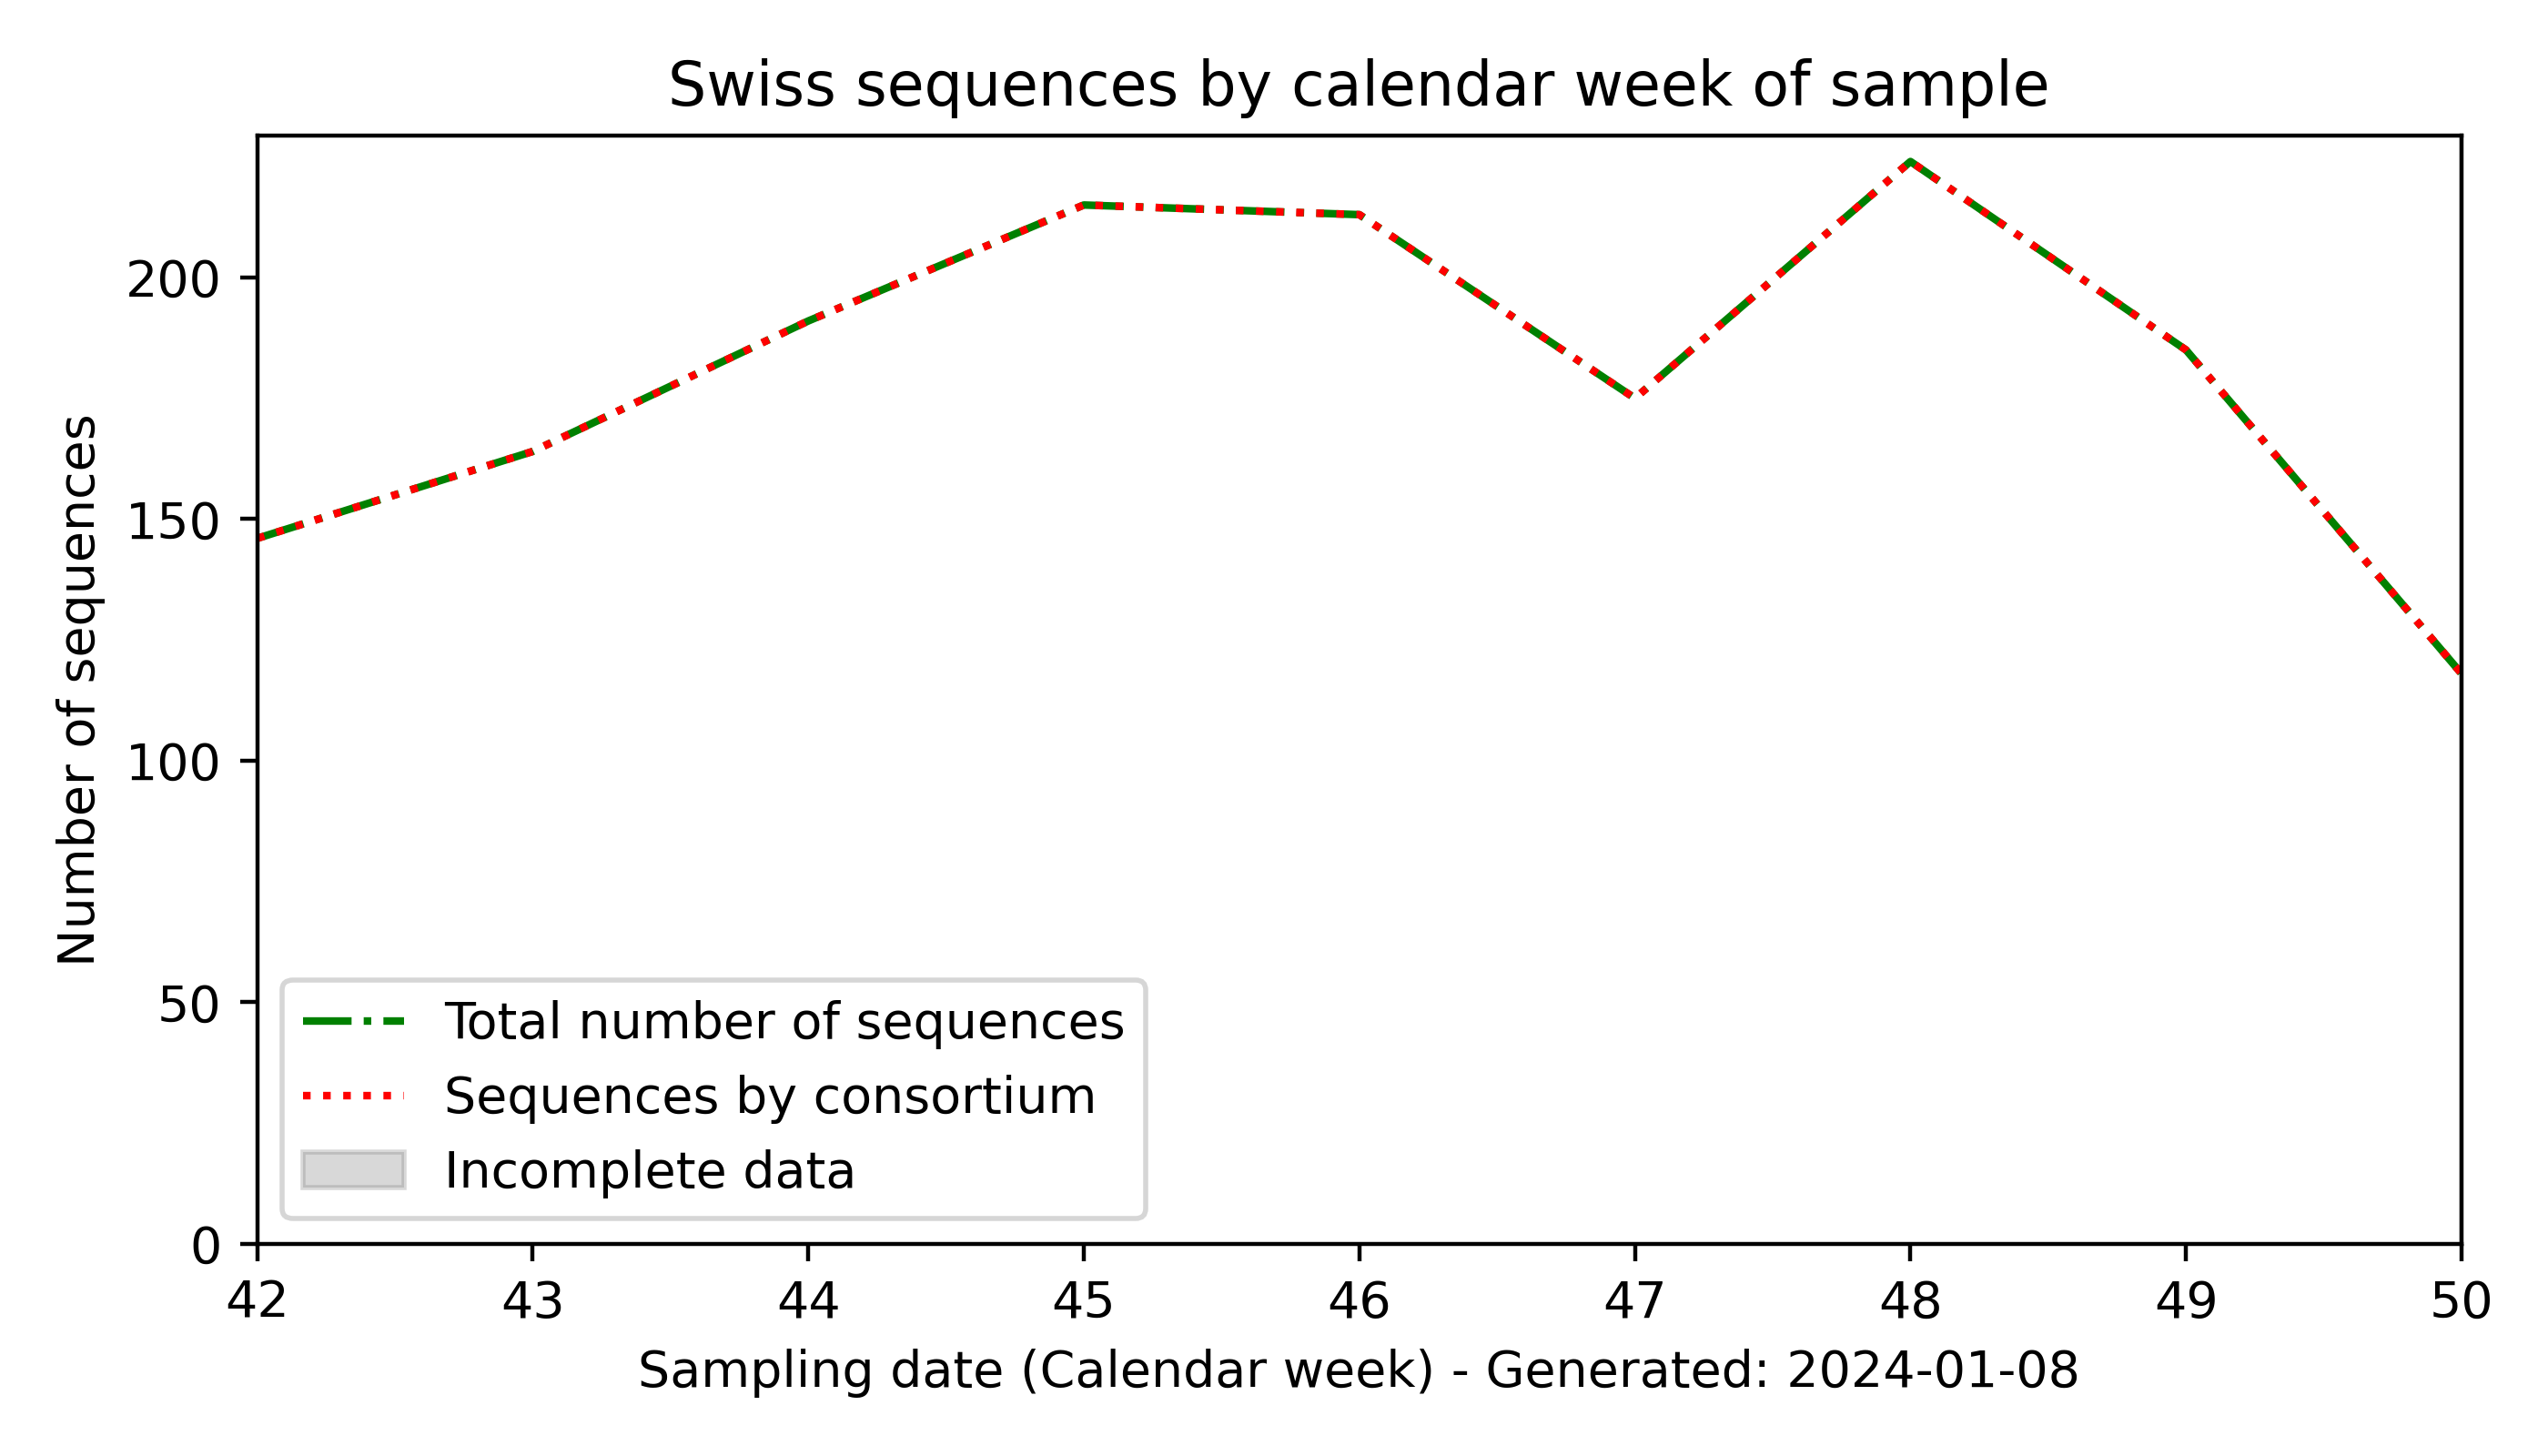 Swiss sequences by calendar week of sample
Number of sequences
200
150
100
50
0
Total number of sequences
Sequences by consortium
Incomplete data
42 43 44 45 46 47 48 49 50
Sampling date (Calendar week) - Generated: 2024-01-08